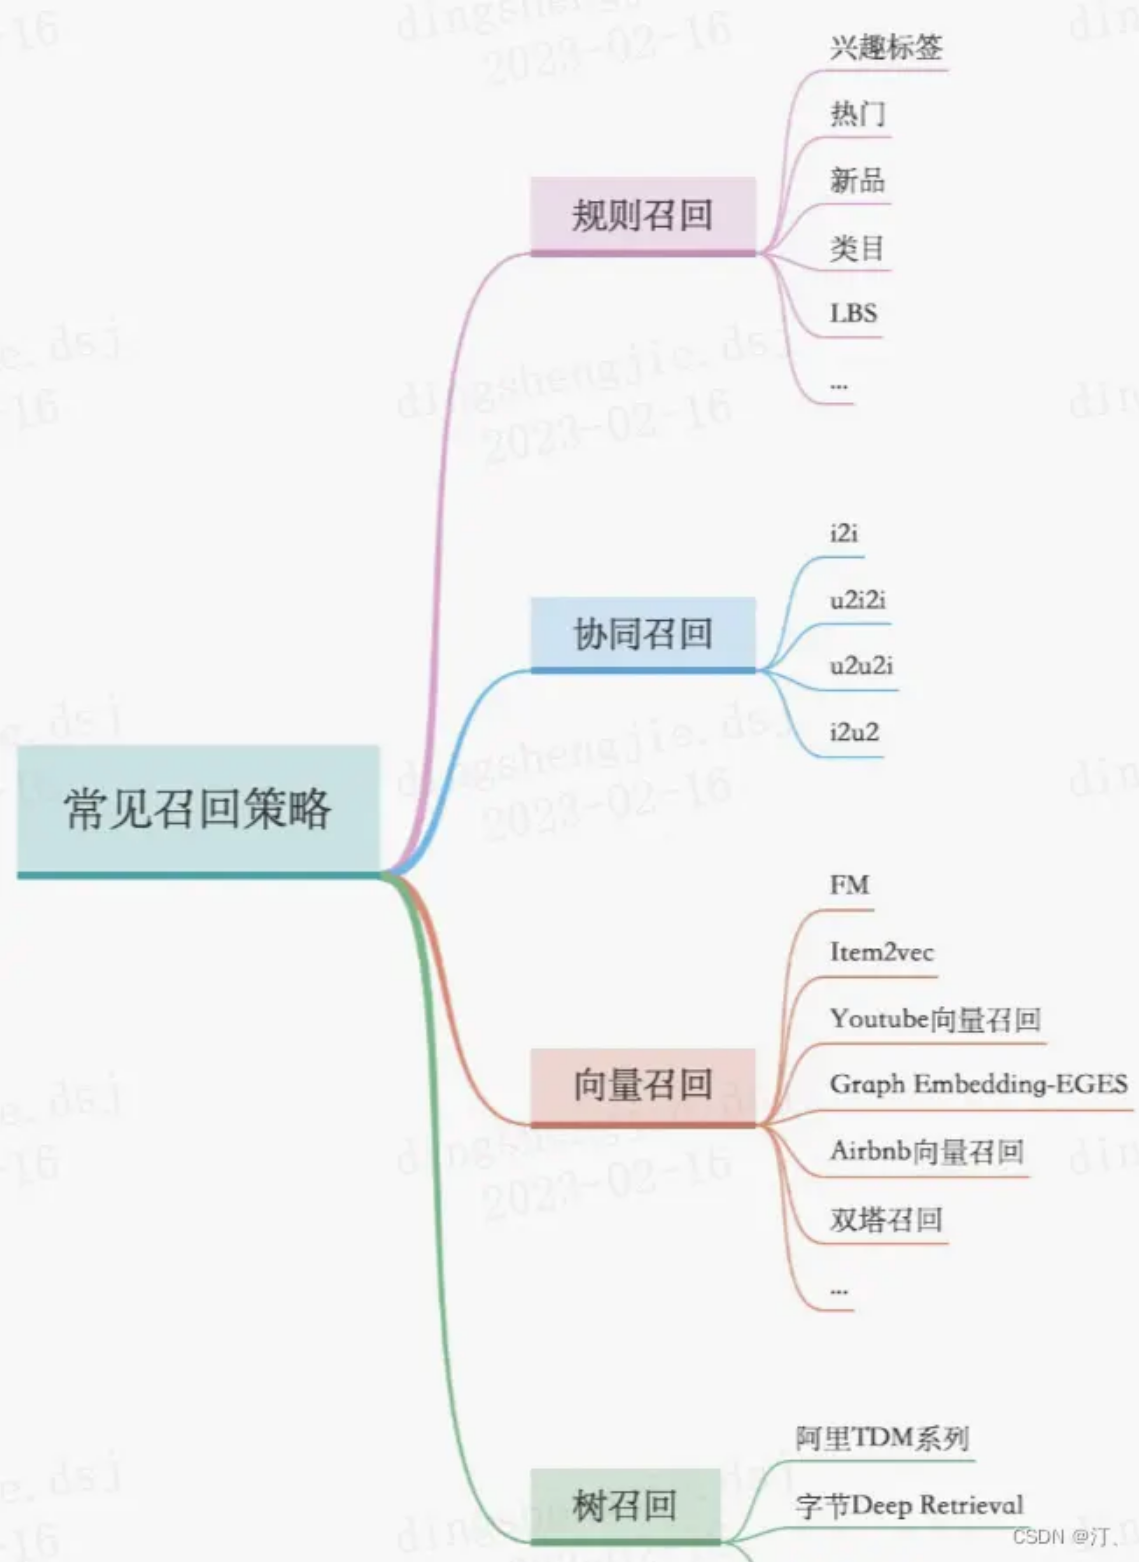 常见召回策略
规则召回
兴趣标签
热门
新品
类目
LBS
...
协同召回
i2i
u2i2i
u2u2i
i2u2
向量召回
FM
Item2vec
Youtube向量召回
Graph Embedding-EGES
Airbnb向量召回
双塔召回
...
树召回
阿里TDM系列
字节Deep Retrieval
CSDN @汀、
dingshengjie.dsj
2023-02-16